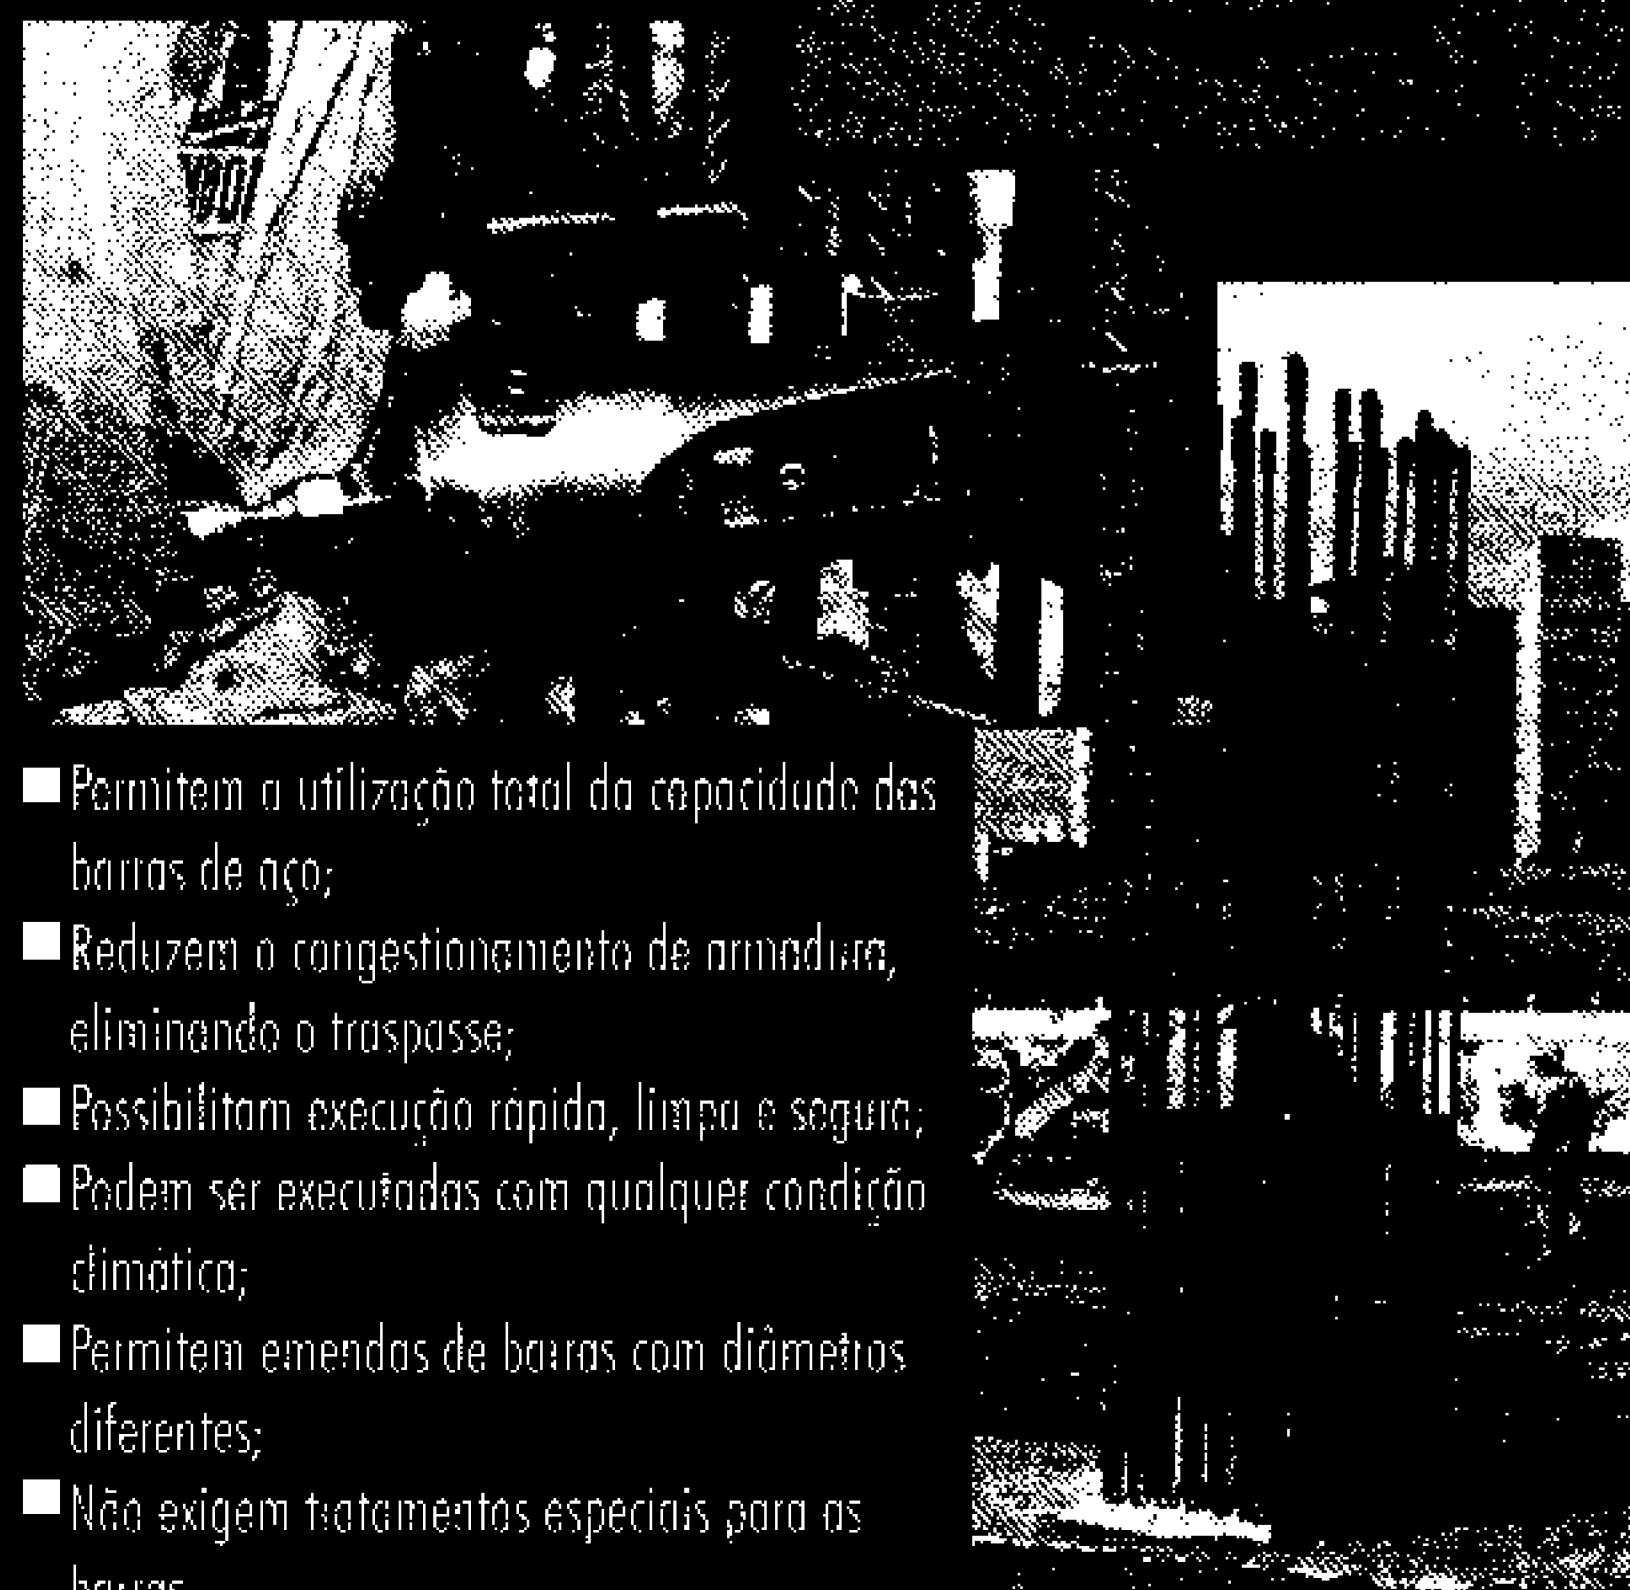 Permitem a utilização total da capacidade das
barras de aço;
Reduzem o congestionamento de armadura,
eliminando o traspasse;
Possibilitam execução rápida, limpa e segura;
Podem ser executadas com qualquer condição
climática;
Permitem emendas de barras com diâmetros
diferentes;
Não exigem tratamentos especiais para as
barras